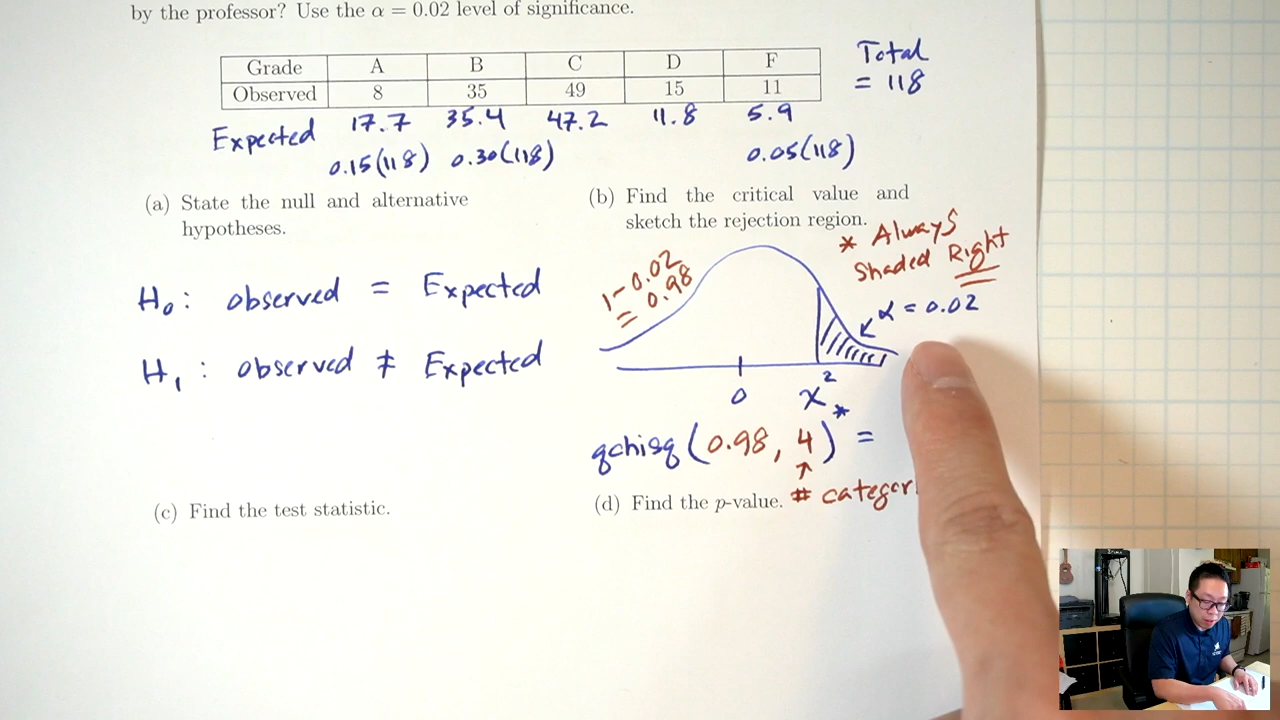 by the professor? Use the α = 0.02 level of significance.
Grade A B C D F
Observed 8 35 49 15 11
Total
= 118
Expected 17.7 35.4 47.2 11.8 5.9
0.15(118) 0.30(118) 0.05(118)
(a) State the null and alternative
hypotheses.
H₀: observed = Expected
H₁: observed ≠ Expected
(b) Find the critical value and
sketch the rejection region.
* Always
Shaded Right
1-0.02
= 0.98
α = 0.02
0 X²*
qchisq(0.98, 4) =
↑
# categor
(c) Find the test statistic.
(d) Find the p-value.